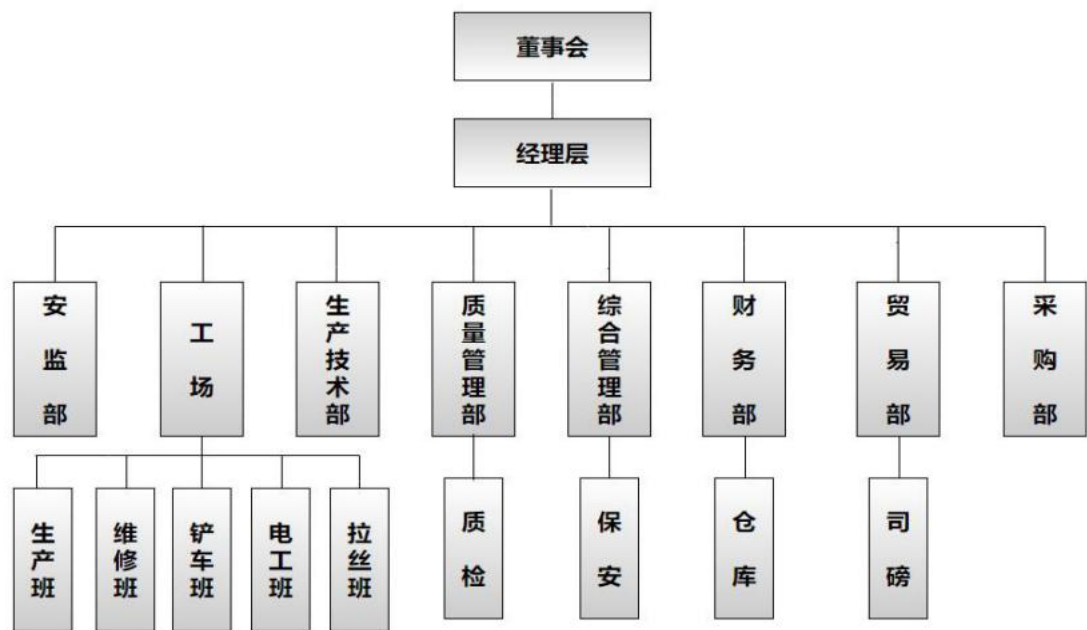 董事会
经理层
安监部
工场
生产技术部
质量管理部
综合管理部
财务部
贸易部
采购部
生产班
维修班
铲车班
电工班
拉丝班
质检
保安
仓库
司磅